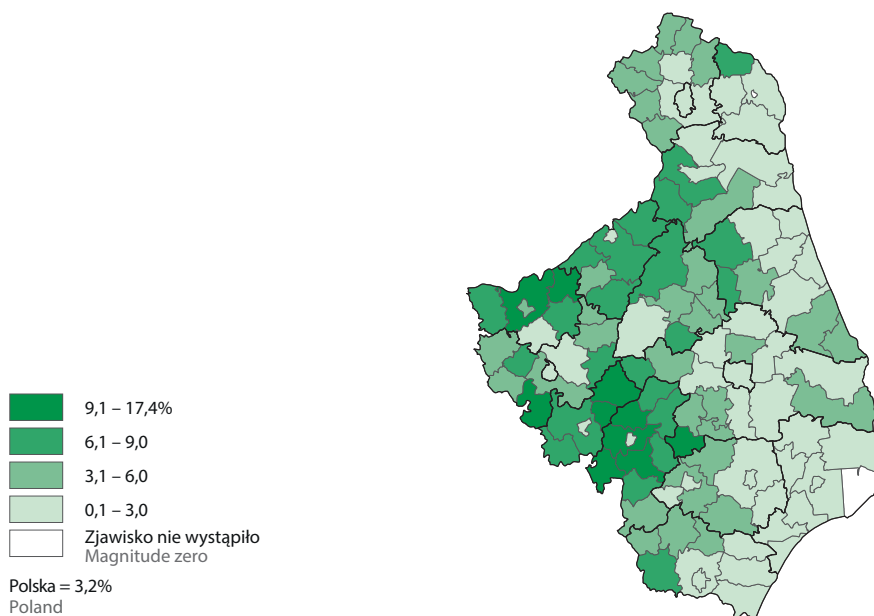 9,1 – 17,4%
6,1 – 9,0
3,1 – 6,0
0,1 – 3,0
Zjawisko nie wystąpiło
Magnitude zero
Polska = 3,2%
Poland